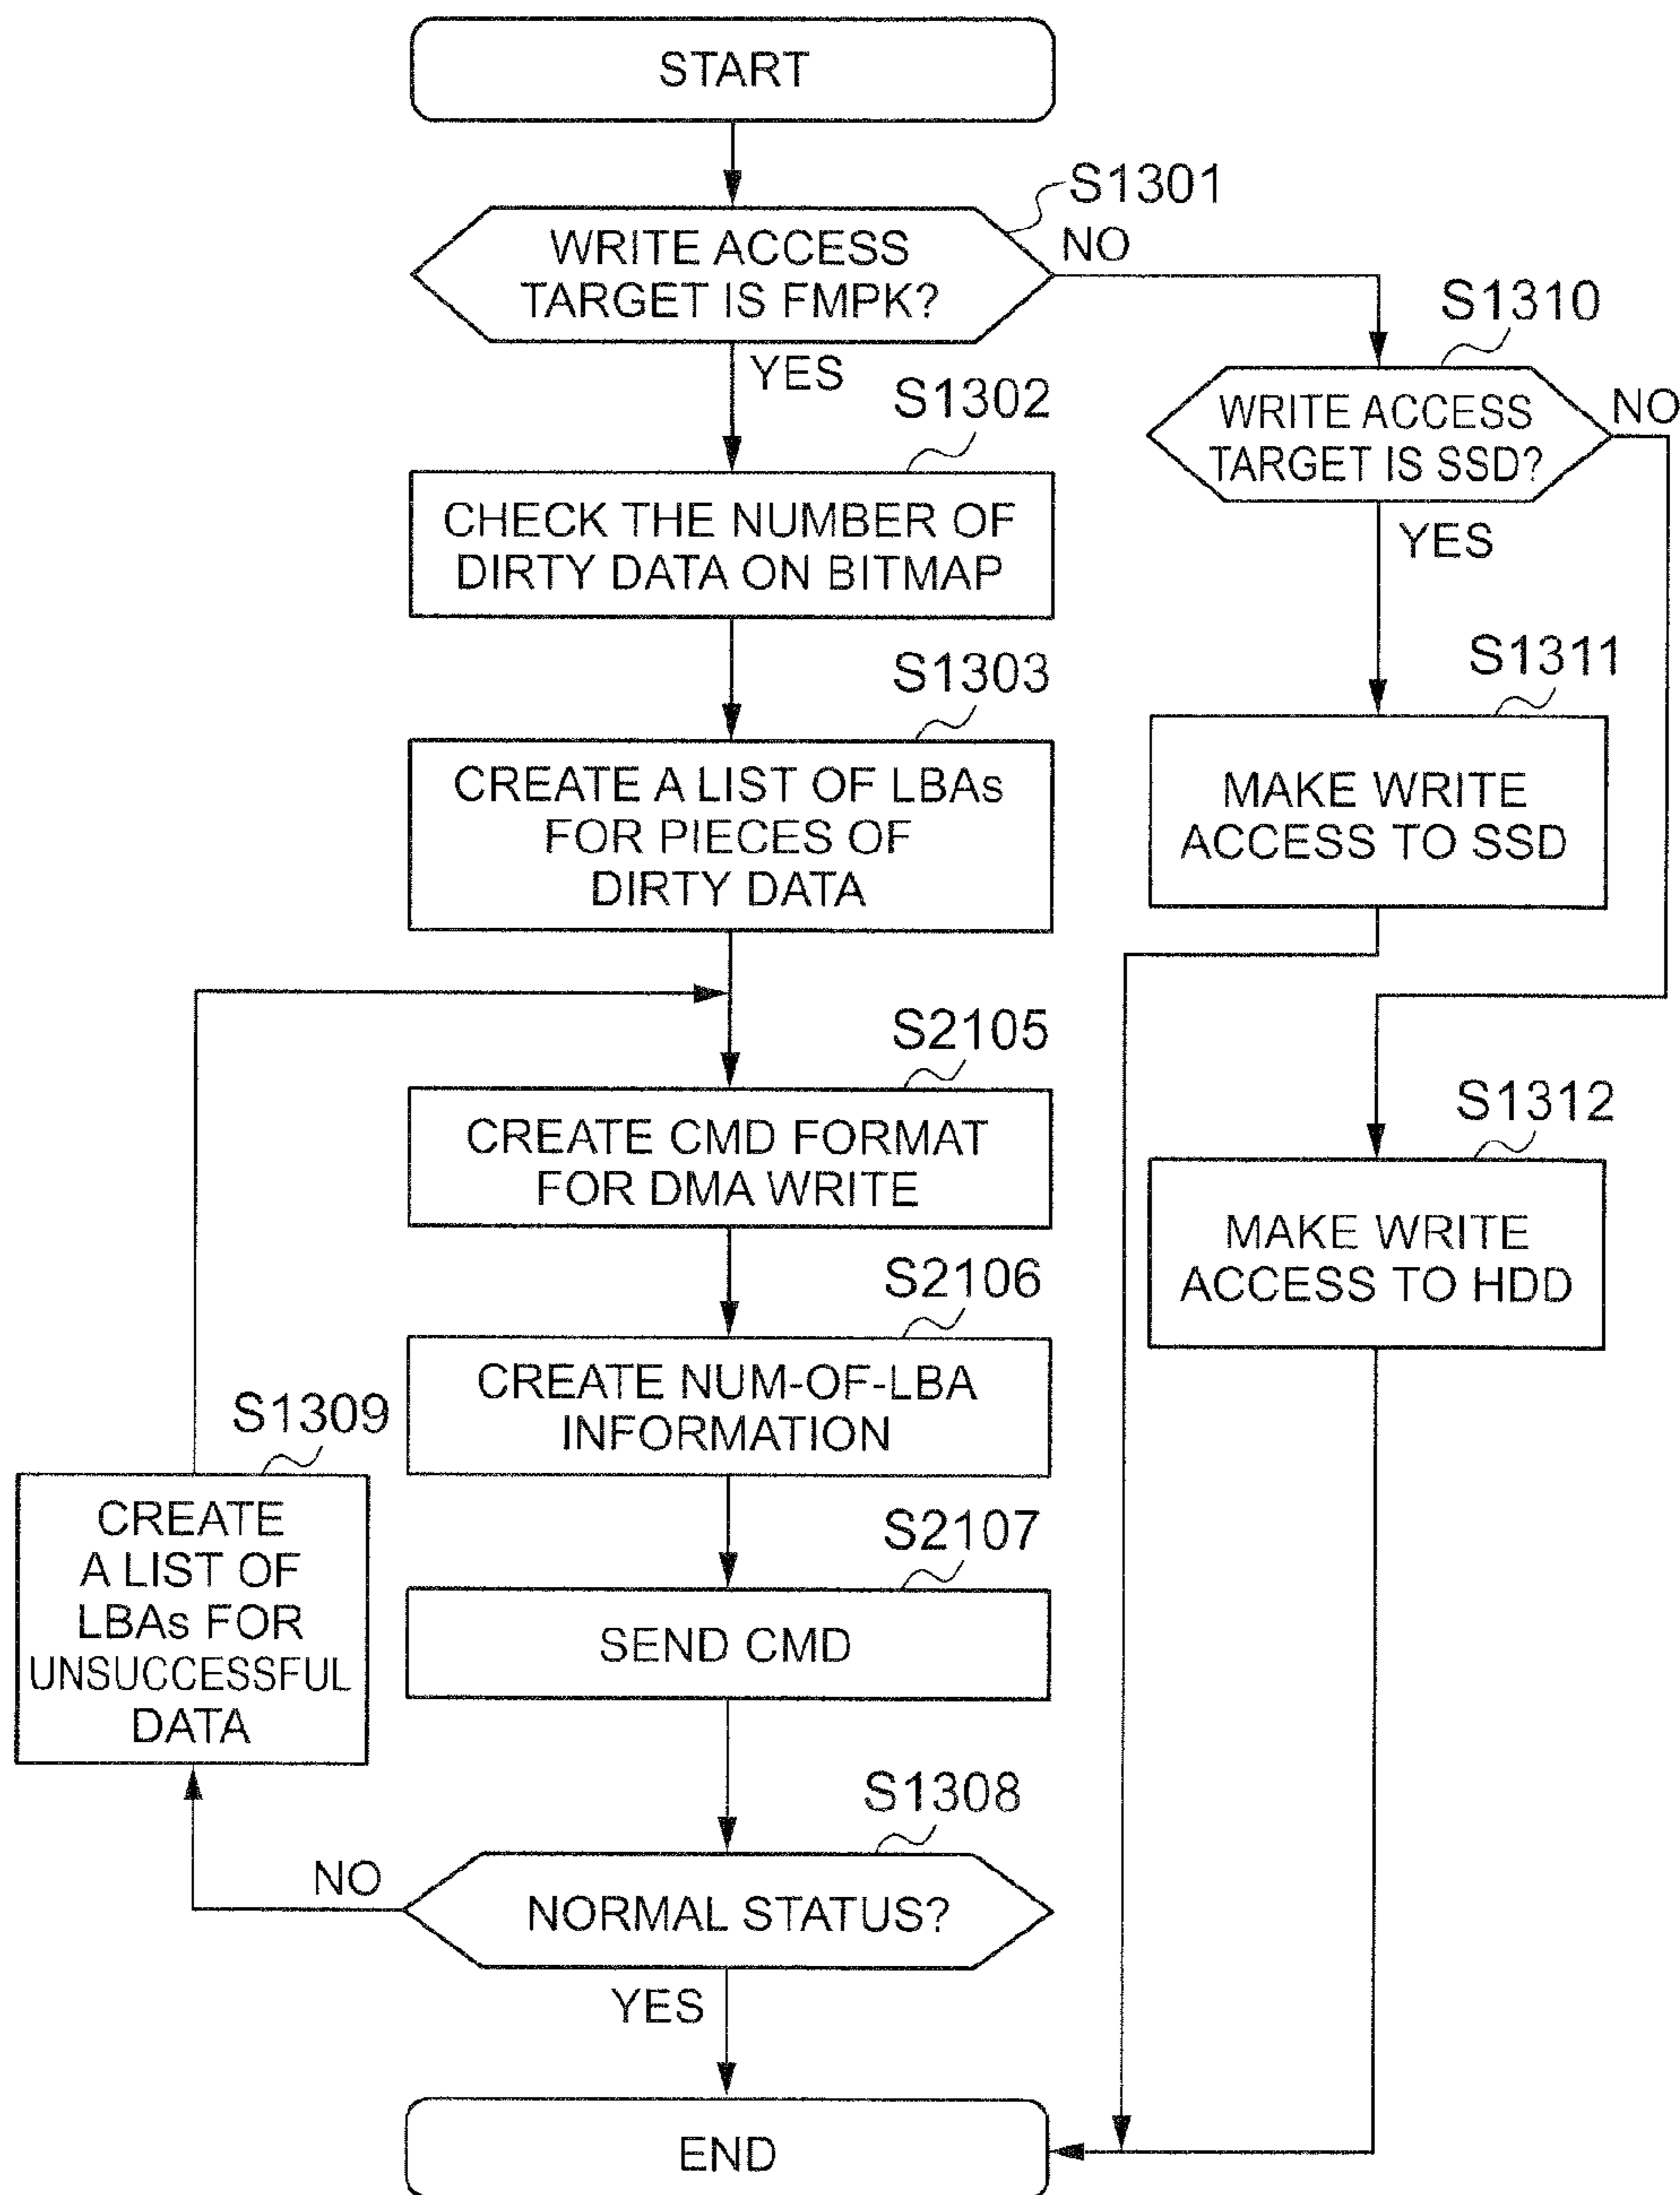 START
S1301
WRITE ACCESS
TARGET IS FMPK?
NO
YES
S1310
WRITE ACCESS
TARGET IS SSD?
NO
YES
S1302
CHECK THE NUMBER OF
DIRTY DATA ON BITMAP
S1303
CREATE A LIST OF LBAs
FOR PIECES OF
DIRTY DATA
S1311
MAKE WRITE
ACCESS TO SSD
S2105
CREATE CMD FORMAT
FOR DMA WRITE
S1312
MAKE WRITE
ACCESS TO HDD
S2106
CREATE NUM-OF-LBA
INFORMATION
S1309
CREATE
A LIST OF
LBAs FOR
UNSUCCESSFUL
DATA
S2107
SEND CMD
S1308
NORMAL STATUS?
NO
YES
END